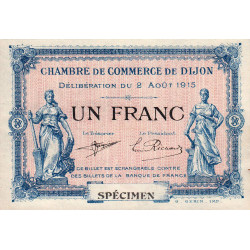 CHAMBRE DE COMMERCE DE DIJON
DÉLIBÉRATION DU 2 AOÛT 1915
UN FRANC
Le Trésorier Le Président
CE BILLET EST ÉCHANGEABLE CONTRE
DES BILLETS DE LA BANQUE DE FRANCE
SPÉCIMEN